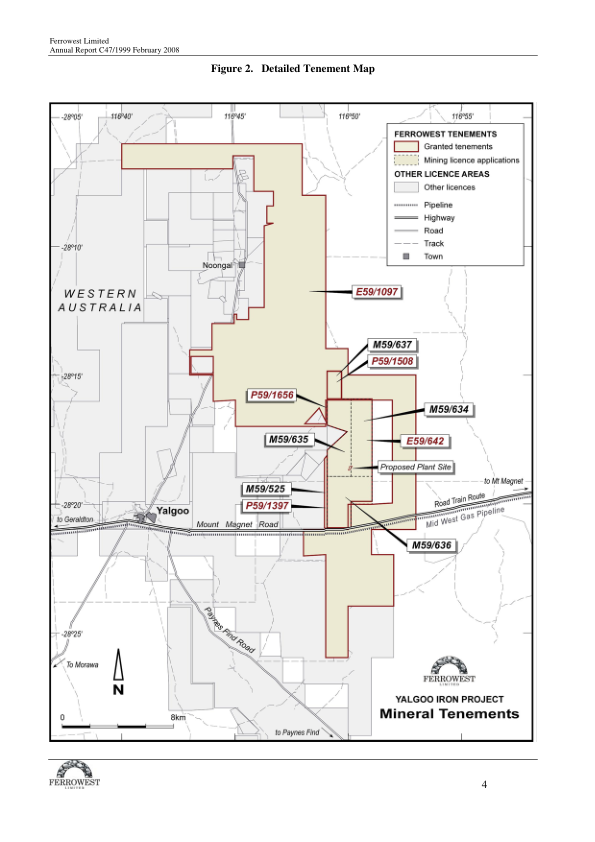 Ferrowest Limited
Annual Report C47/1999 February 2008
Figure 2. Detailed Tenement Map
-28°05'
116°40'
116°45'
116°50'
116°55'
FERROWEST TENEMENTS
Granted tenements
Mining licence applications
OTHER LICENCE AREAS
Other licences
Pipeline
Highway
Road
Track
Town
-28°10'
Noongal
WESTERN
AUSTRALIA
E59/1097
M59/637
P59/1508
-28°15'
P59/1656
M59/634
M59/635
E59/642
Proposed Plant Site
M59/525
P59/1397
-28°20'
Yalgoo
to Geraldton
Mount Magnet Road
Road Train Route
to Mt Magnet
Mid West Gas Pipeline
M59/636
Paynes Find Road
-28°25'
To Morawa
N
0 8km
to Paynes Find
FERROWEST
LIMITED
YALGOO IRON PROJECT
Mineral Tenements
FERROWEST
LIMITED
4